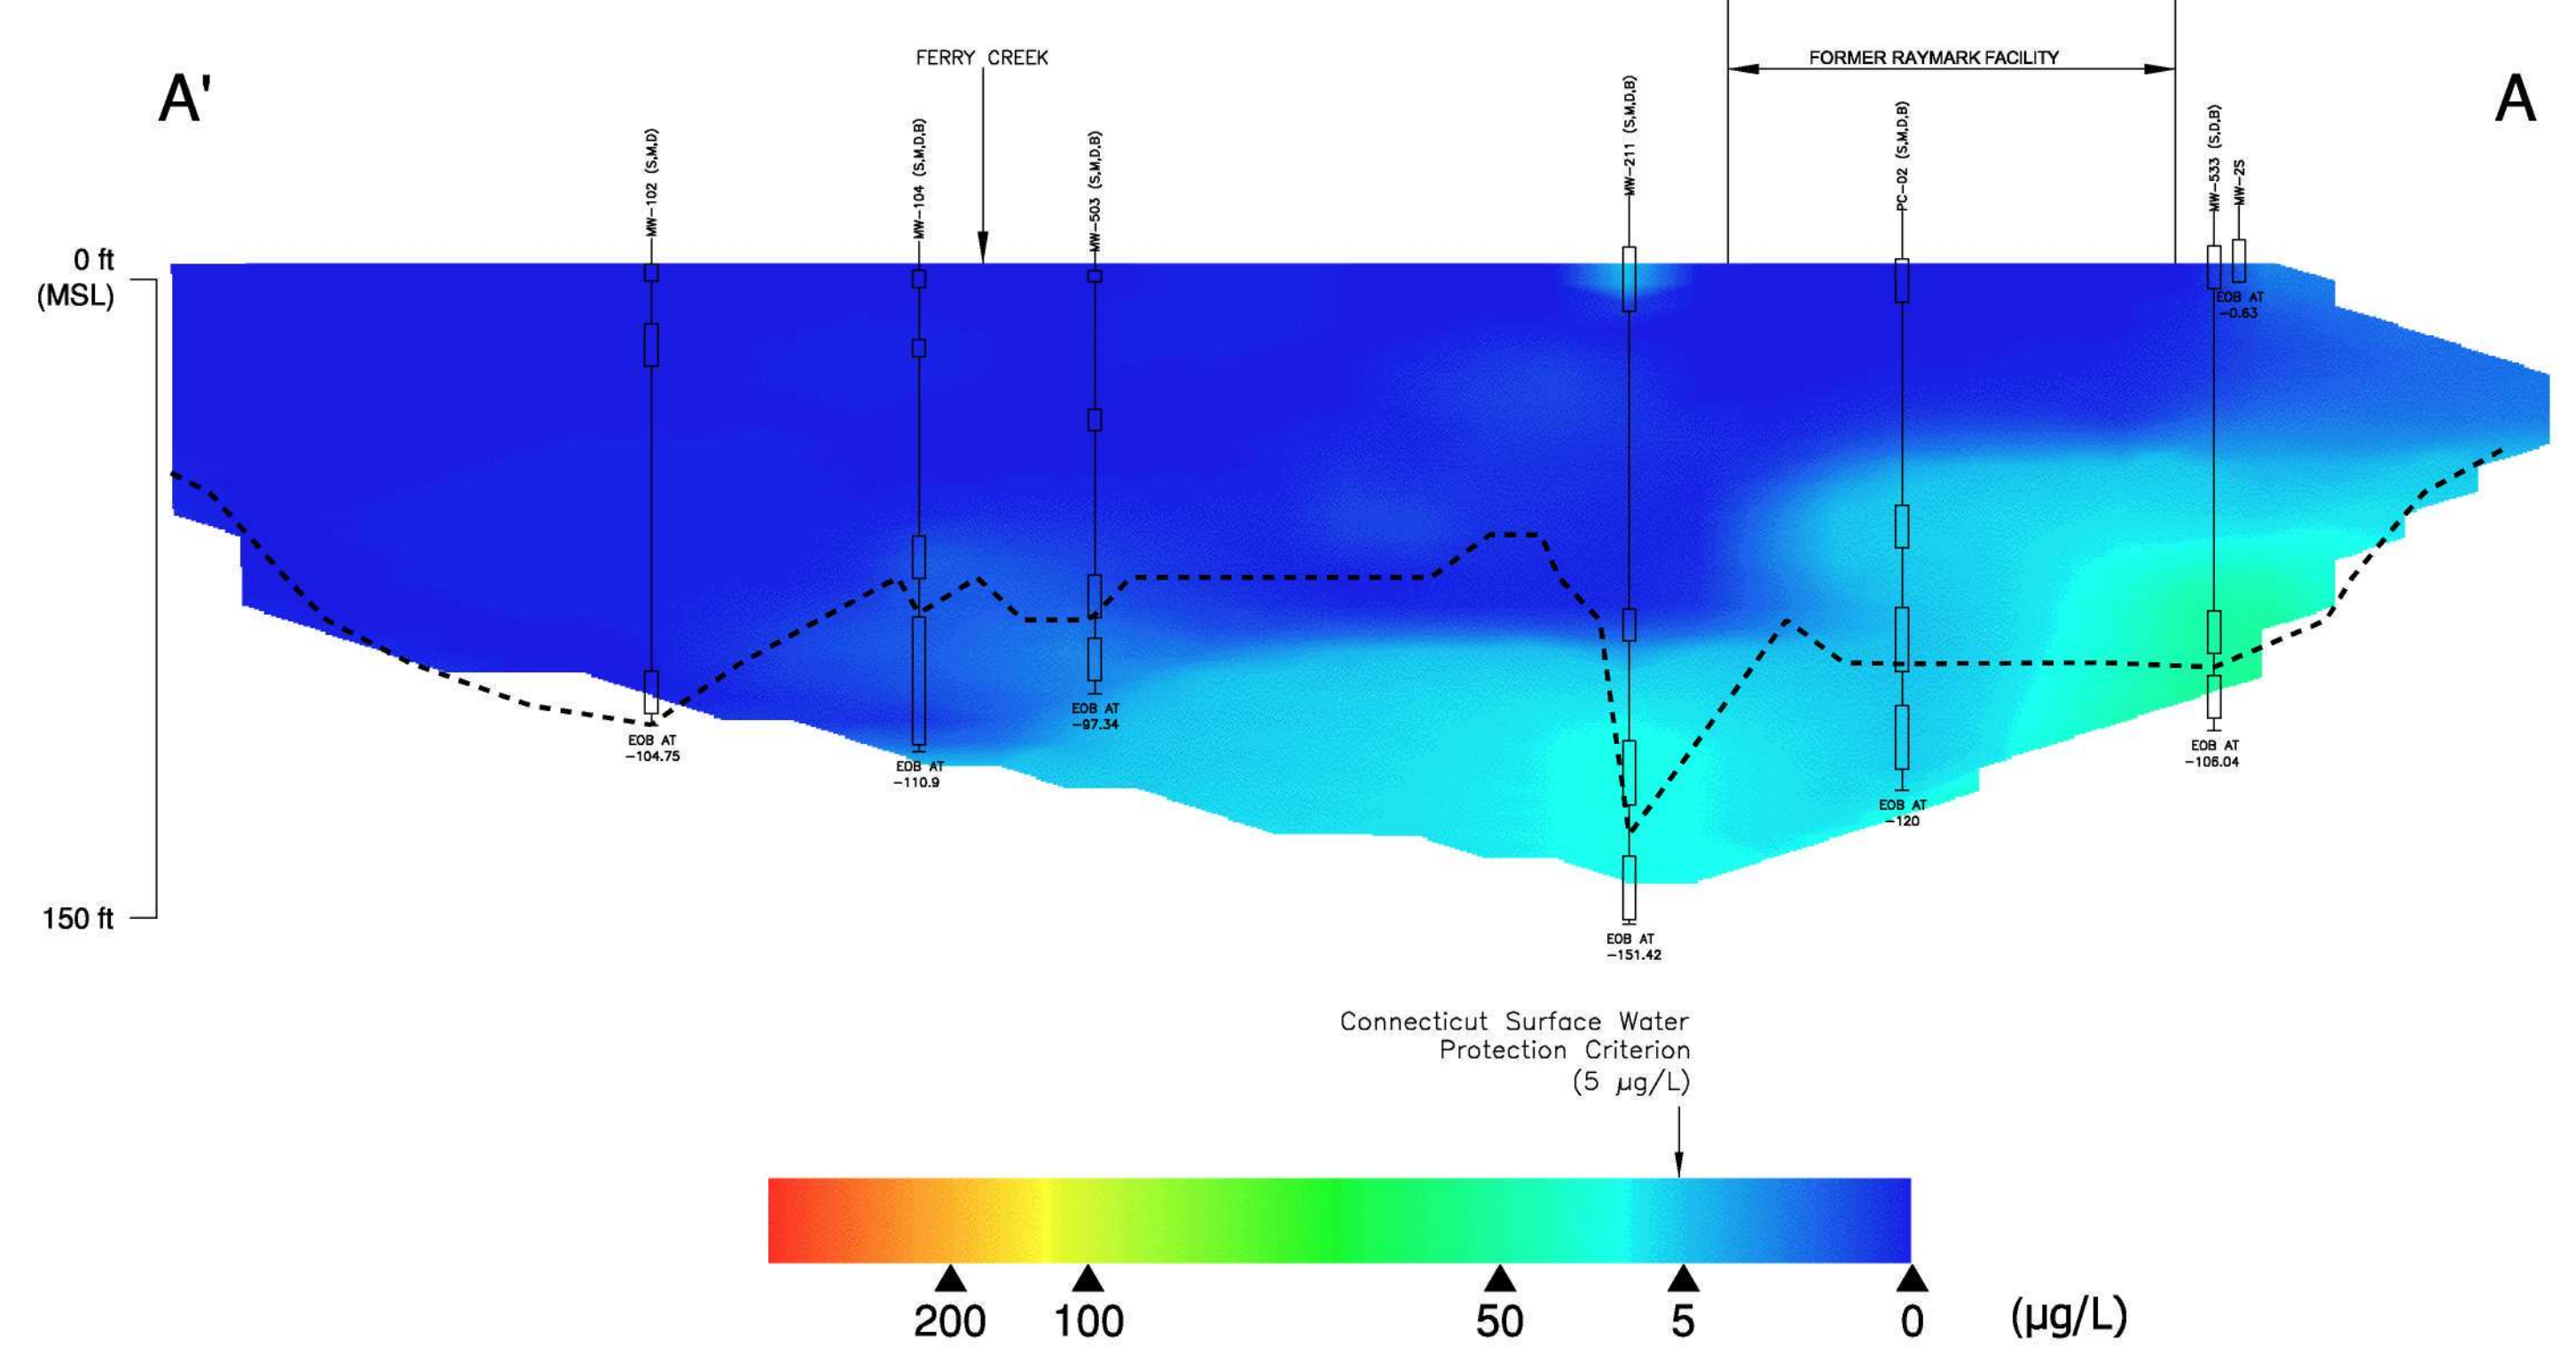 FERRY CREEK
FORMER RAYMARK FACILITY
A'
A
MW-102 (S,M,D)
MW-104 (S,M,D,B)
MW-503 (S,M,D,B)
MW-211 (S,M,D,B)
PC-02 (S,M,D,B)
MW-533 (S,D,B)
MW-2S
0 ft
(MSL)
EOB AT
-0.63
EOB AT
-104.75
EOB AT
-110.9
EOB AT
-97.34
EOB AT
-120
EOB AT
-106.04
150 ft
EOB AT
-151.42
Connecticut Surface Water
Protection Criterion
(5 µg/L)
200 100 50 5 0 (µg/L)